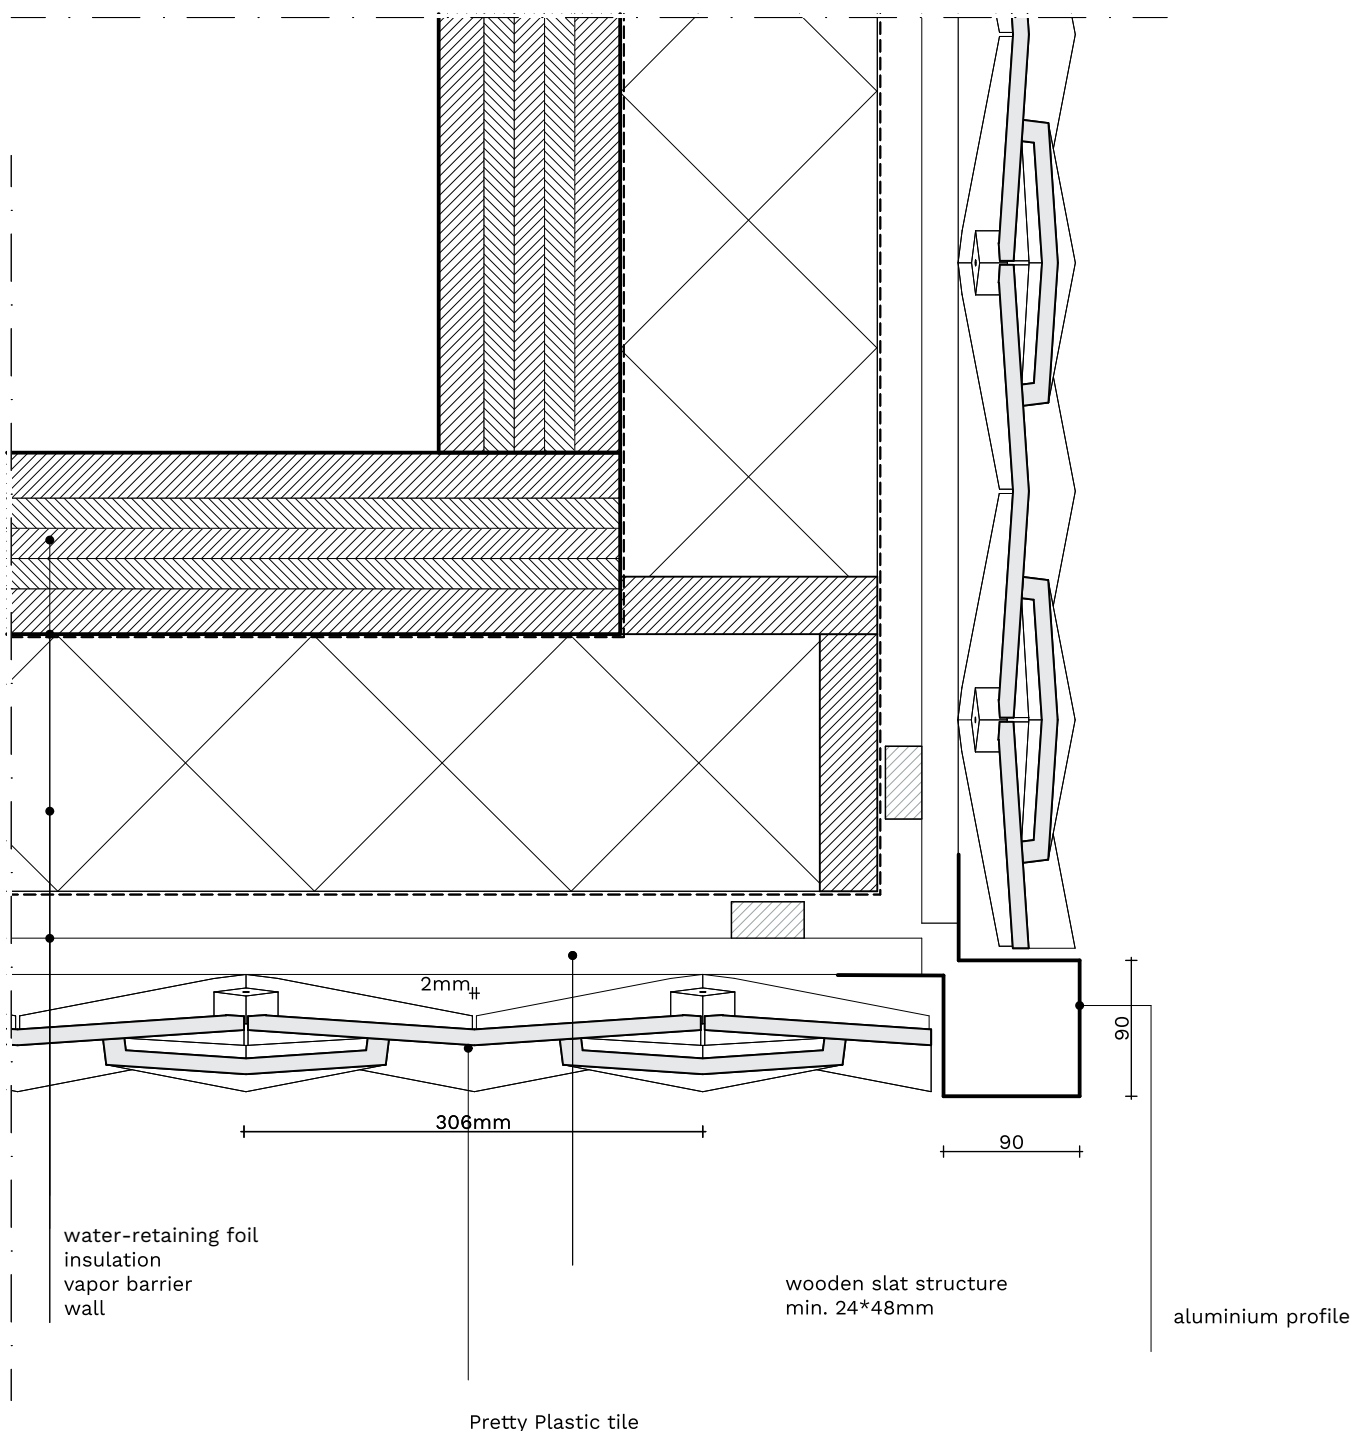 2mm
90
306mm
90
water-retaining foil
insulation
vapor barrier
wall
wooden slat structure
min. 24*48mm
aluminium profile
Pretty Plastic tile